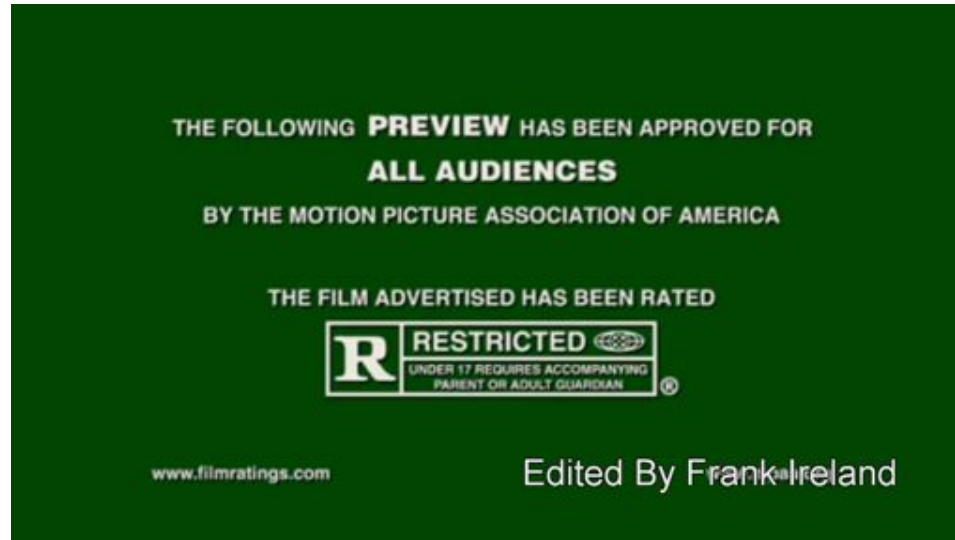 THE FOLLOWING PREVIEW HAS BEEN APPROVED FOR
ALL AUDIENCES
BY THE MOTION PICTURE ASSOCIATION OF AMERICA
THE FILM ADVERTISED HAS BEEN RATED
R RESTRICTED
UNDER 17 REQUIRES ACCOMPANYING
PARENT OR ADULT GUARDIAN ®
www.filmratings.com Edited By Frank Ireland